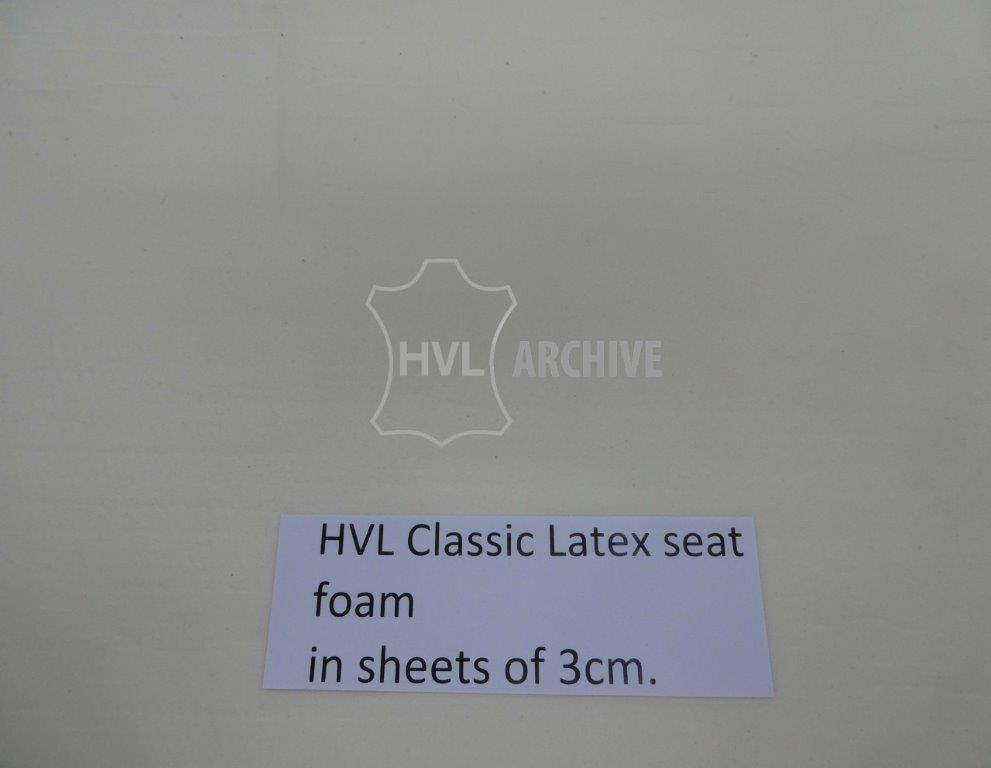 HVL ARCHIVE
HVL Classic Latex seat
foam
in sheets of 3cm.